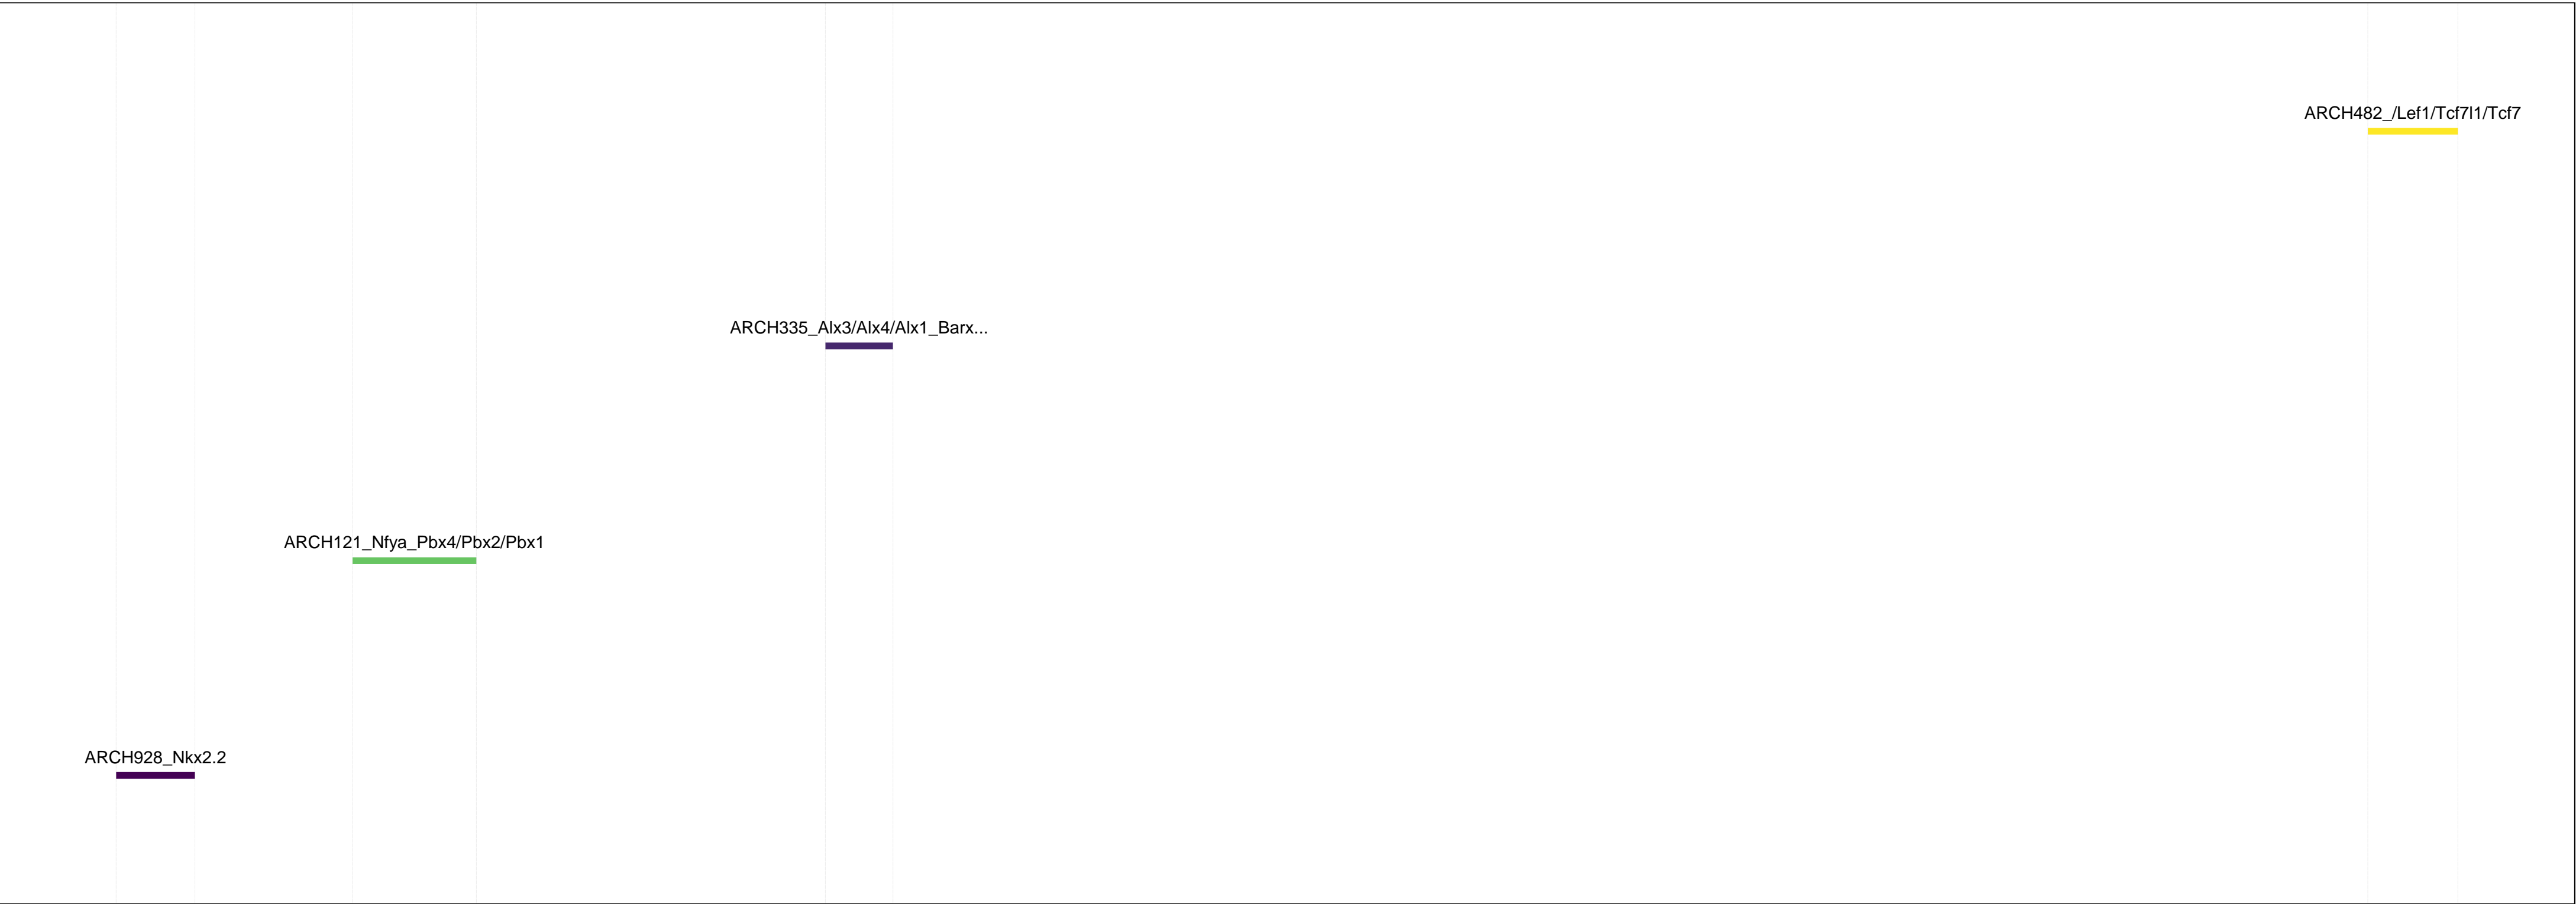 ARCH482_/Lef1/Tcf7l1/Tcf7
ARCH335_Alx3/Alx4/Alx1_Barx...
ARCH121_Nfya_Pbx4/Pbx2/Pbx1
ARCH928_Nkx2.2